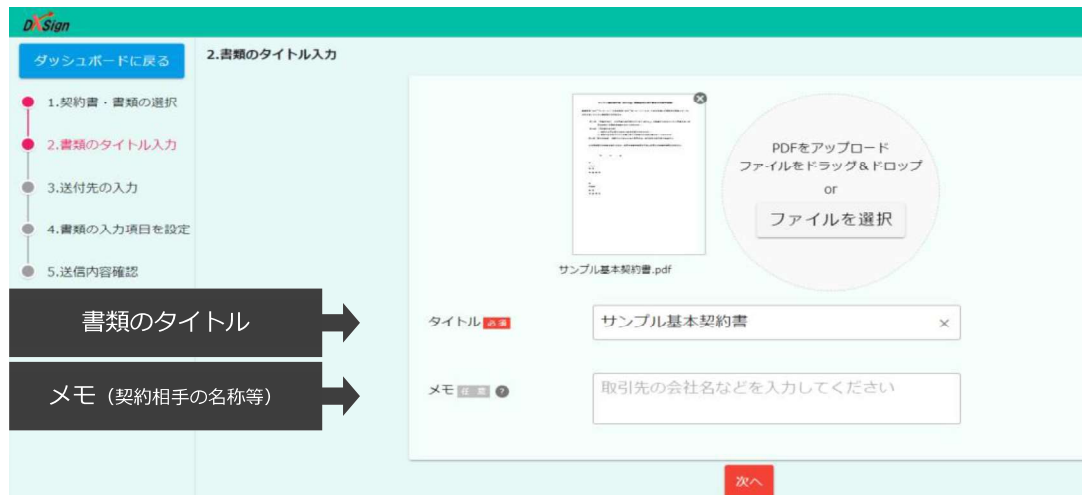 DXSign
ダッシュボードに戻る
2.書類のタイトル入力
1.契約書・書類の選択
2.書類のタイトル入力
3.送付先の入力
4.書類の入力項目を設定
5.送信内容確認
PDFをアップロード
ファイルをドラッグ&ドロップ
or
ファイルを選択
サンプル基本契約書.pdf
書類のタイトル
タイトル 必須
サンプル基本契約書
メモ（契約相手の名称等）
メモ 任意 ?
取引先の会社名などを入力してください
次へ